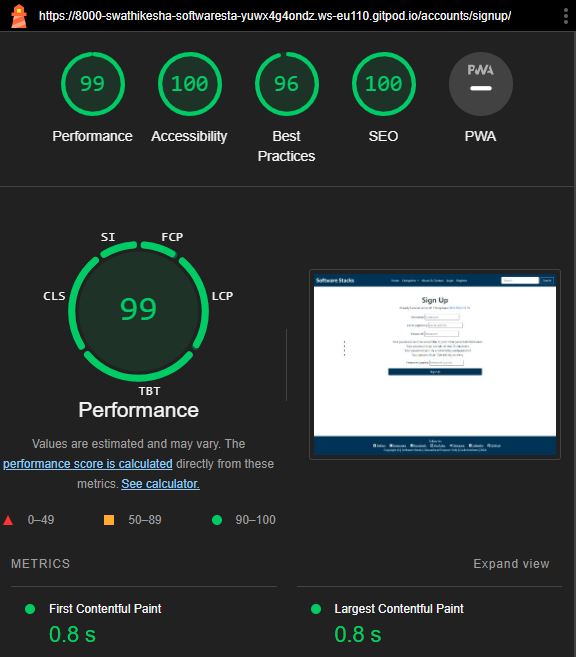 https://8000-swathikesha-softwaresta-yuwx4g4ondz.ws-eu110.gitpod.io/accounts/signup/
99
100
96
100
PWA
Performance
Accessibility
Best
Practices
SEO
PWA
SI
FCP
CLS
LCP
99
TBT
Performance
Values are estimated and may vary. The
performance score is calculated directly from these
metrics. See calculator.
Software Stacks
Sign Up
Sign Up
0–49
50–89
90–100
METRICS
Expand view
First Contentful Paint
0.8 s
Largest Contentful Paint
0.8 s